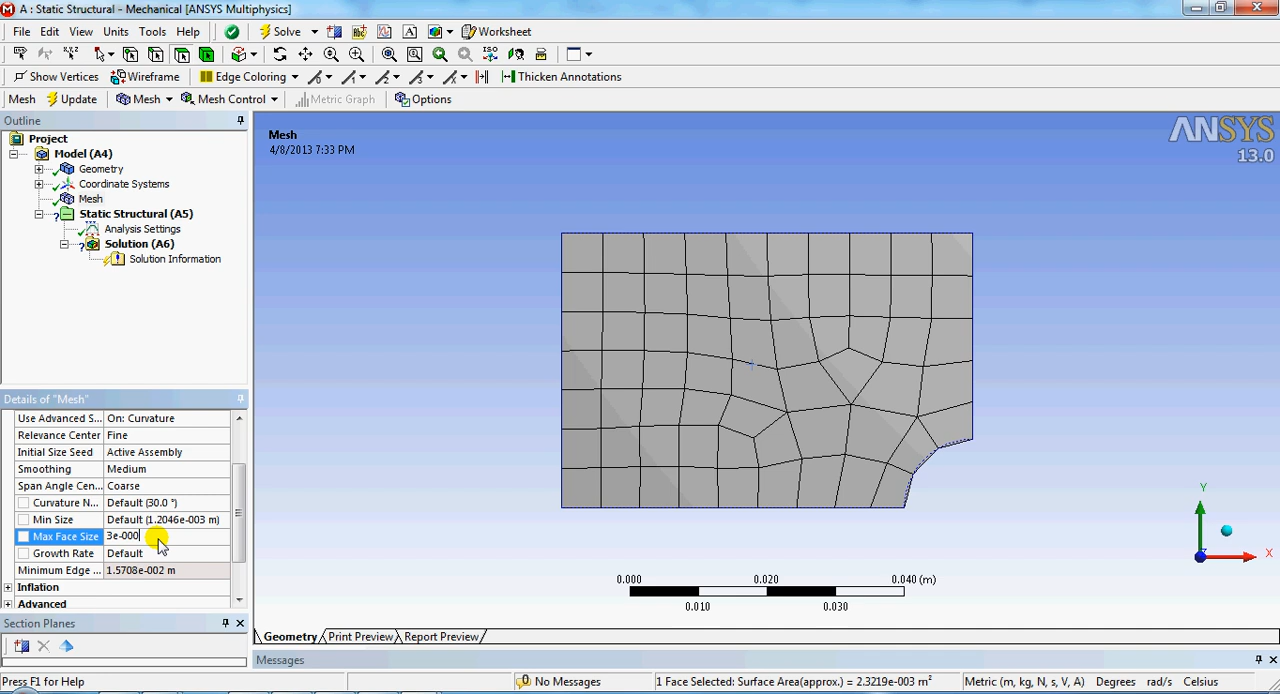 A : Static Structural - Mechanical [ANSYS Multiphysics]
File Edit View Units Tools Help Solve Worksheet
Show Vertices Wireframe Edge Coloring Thicken Annotations
Mesh Update Mesh Mesh Control Metric Graph Options
Outline
Project
Model (A4)
Geometry
Coordinate Systems
Mesh
Static Structural (A5)
Analysis Settings
Solution (A6)
Solution Information
Details of "Mesh"
Use Advanced S... On: Curvature
Relevance Center Fine
Initial Size Seed Active Assembly
Smoothing Medium
Span Angle Cen... Coarse
Curvature N... Default (30.0 °)
Min Size Default (1.2046e-003 m)
Max Face Size 3e-000
Growth Rate Default
Minimum Edge ... 1.5708e-002 m
Inflation
Advanced
Section Planes
Press F1 for Help
Mesh
4/8/2013 7:33 PM
ANSYS
13.0
Y
X
0.000 0.020 0.040 (m)
0.010 0.030
Geometry Print Preview Report Preview
Messages
No Messages 1 Face Selected: Surface Area(approx.) = 2.3219e-003 m² Metric (m, kg, N, s, V, A) Degrees rad/s Celsius